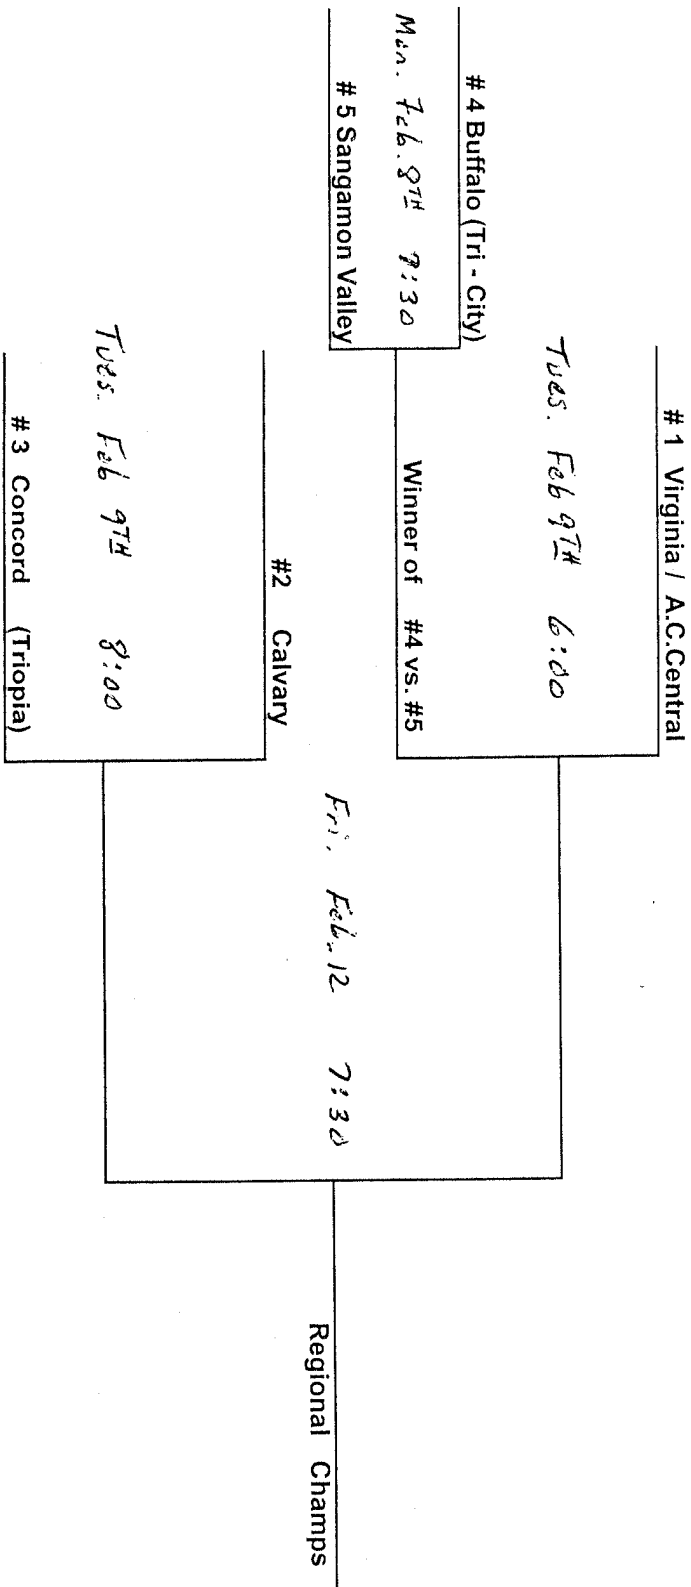 # 1 Virginia / A.C.Central
Tues. Feb 9TH 6:00
# 4 Buffalo (Tri - City)
Mon. Feb. 8TH 7:30
# 5 Sangamon Valley
Winner of #4 vs. #5
Fri. Feb. 12 7:30
Regional Champs
#2 Calvary
Tues. Feb 9TH 8:00
# 3 Concord (Triopia)